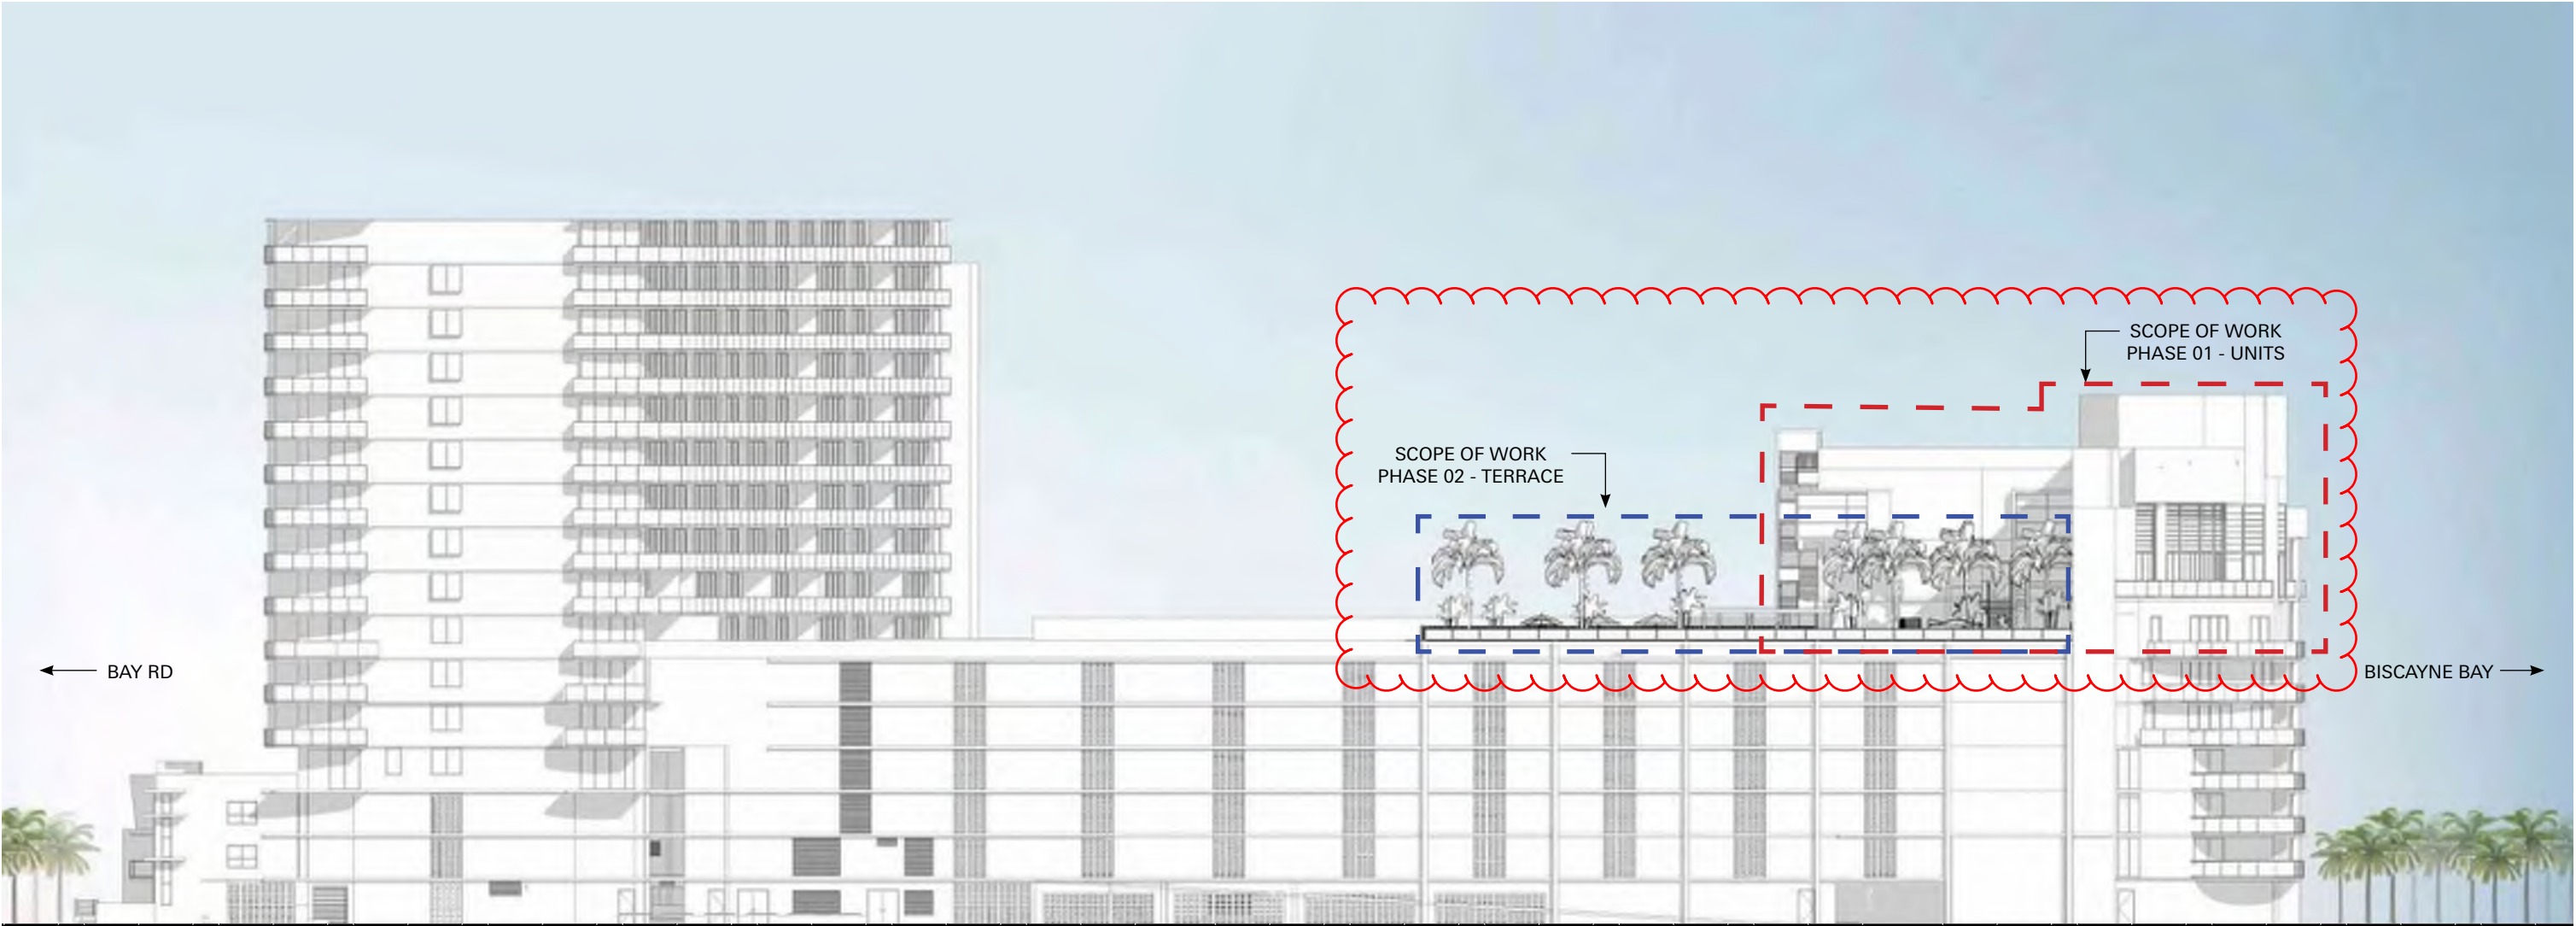 SCOPE OF WORK
PHASE 01 - UNITS
SCOPE OF WORK
PHASE 02 - TERRACE
BAY RD
BISCAYNE BAY